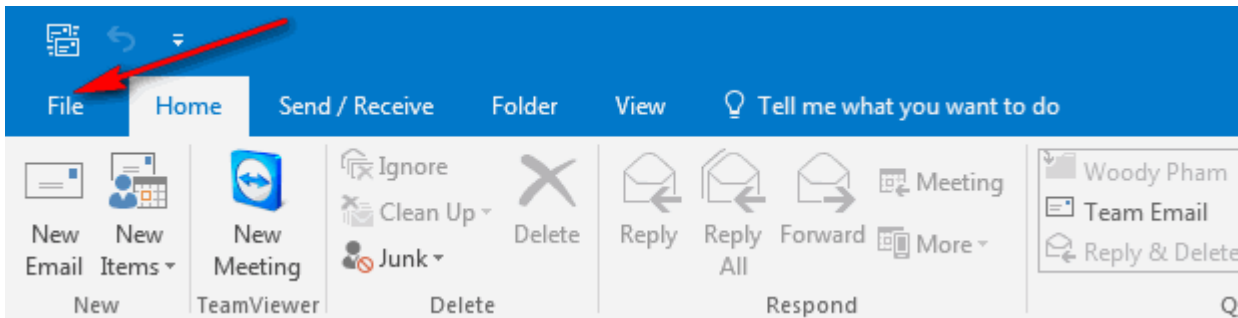 File Home Send / Receive Folder View Tell me what you want to do
New Email
New Items
New Meeting
Ignore
Clean Up
Junk
Delete
Reply
Reply All
Forward
Meeting
More
Woody Pham
Team Email
Reply & Delete
New TeamViewer Delete Respond Q